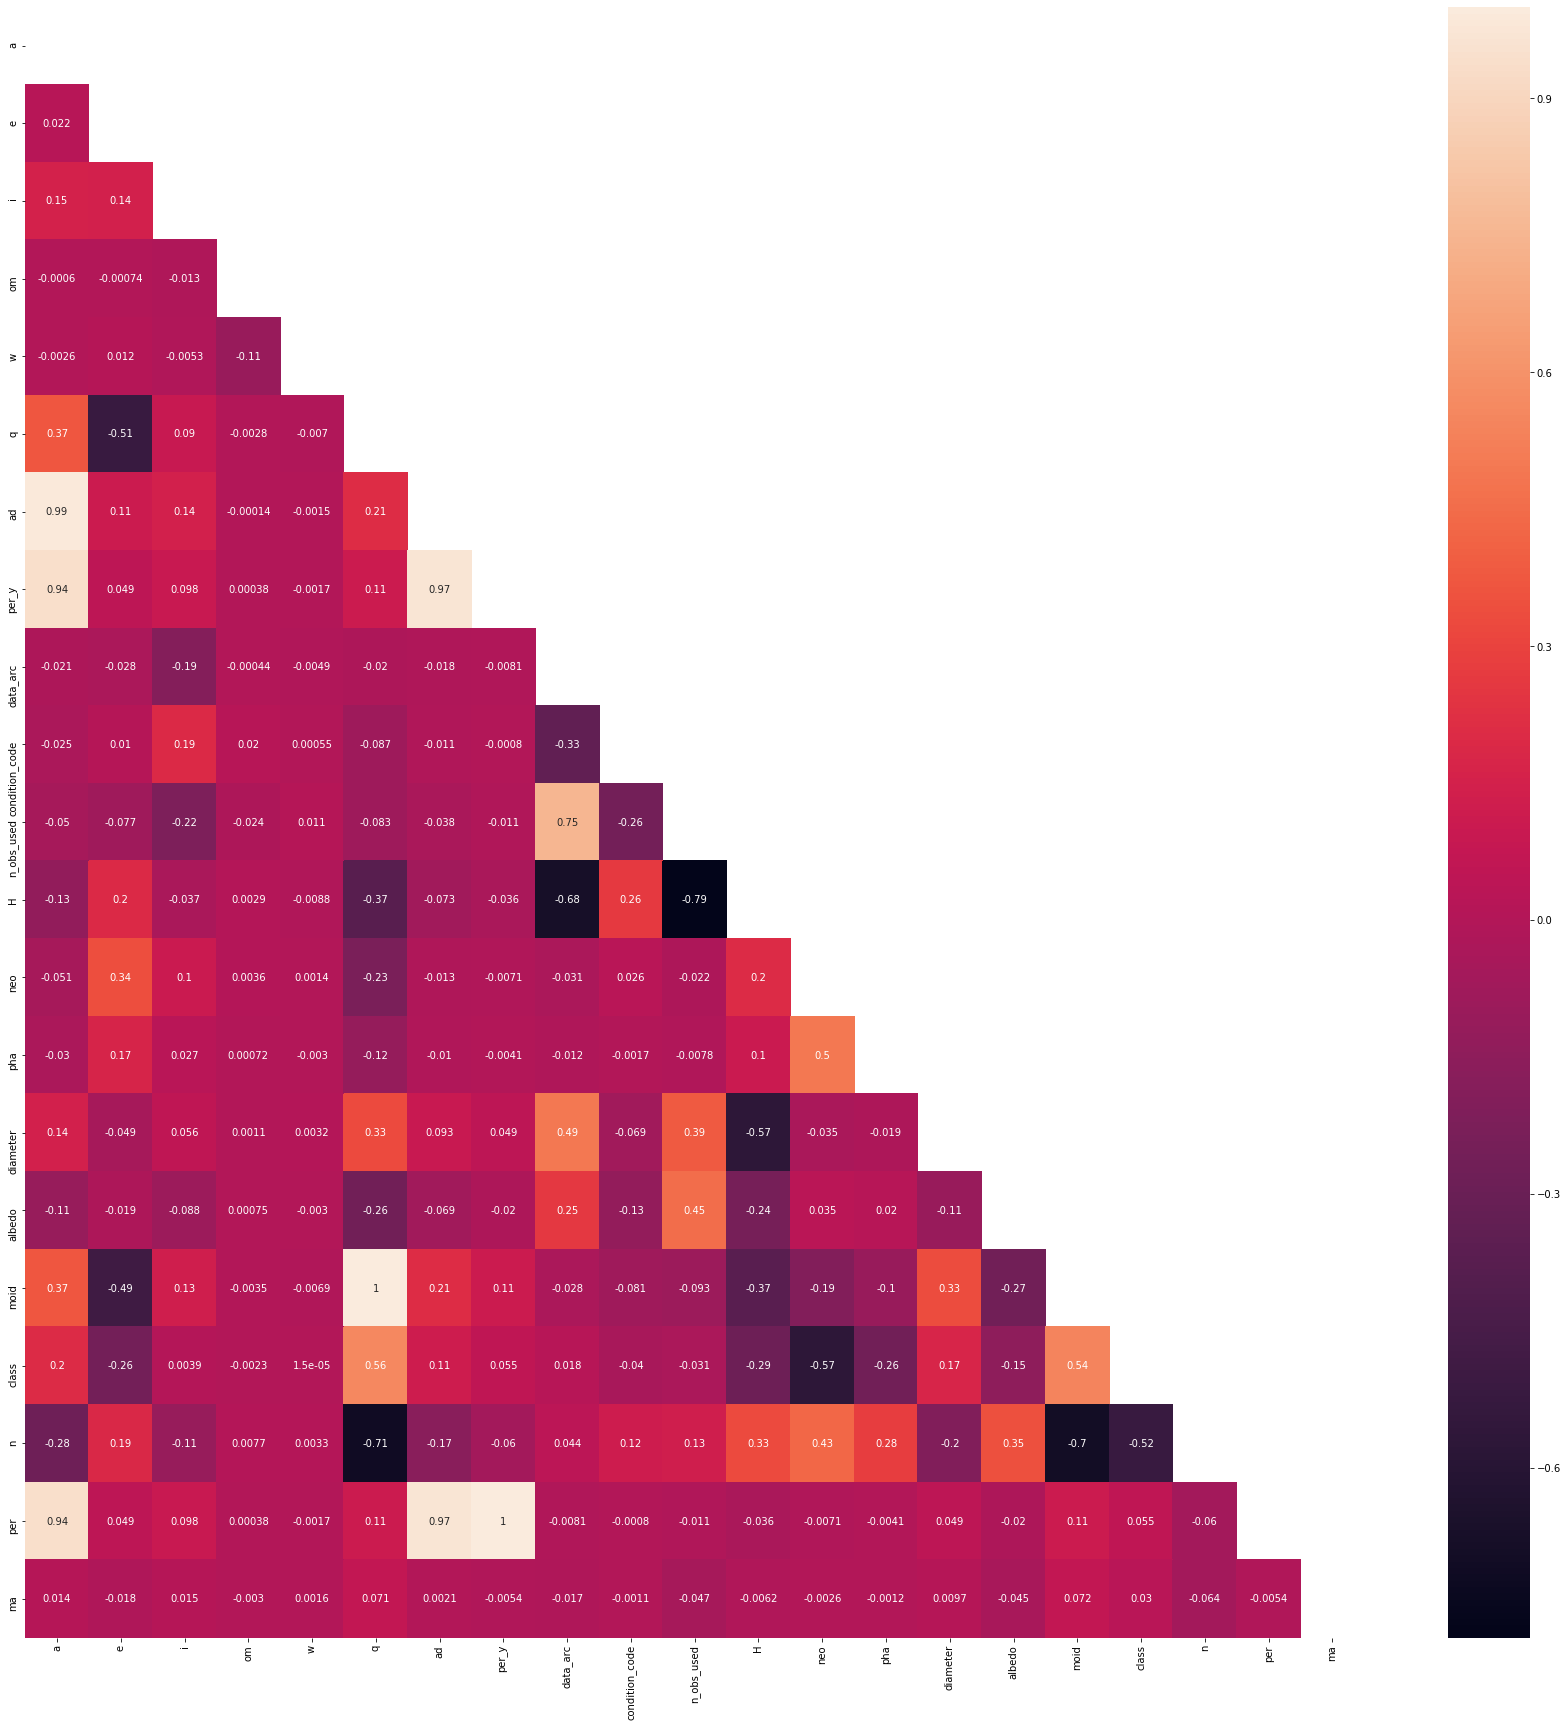 a
e 0.022
i 0.15 0.14
om -0.0006 -0.00074 -0.013
w -0.0026 0.012 -0.0053 -0.11
q 0.37 -0.51 0.09 -0.0028 -0.007
ad 0.99 0.11 0.14 -0.00014 -0.0015 0.21
per_y 0.94 0.049 0.098 0.00038 -0.0017 0.11 0.97
data_arc -0.021 -0.028 -0.19 -0.00044 -0.0049 -0.02 -0.018 -0.0081
condition_code -0.025 0.01 0.19 0.02 0.00055 -0.087 -0.011 -0.0008 -0.33
n_obs_used -0.05 -0.077 -0.22 -0.024 0.011 -0.083 -0.038 -0.011 0.75 -0.26
H -0.13 0.2 -0.037 0.0029 -0.0088 -0.37 -0.073 -0.036 -0.68 0.26 -0.79
neo -0.051 0.34 0.1 0.0036 0.0014 -0.23 -0.013 -0.0071 -0.031 0.026 -0.022 0.2
pha -0.03 0.17 0.027 0.00072 -0.003 -0.12 -0.01 -0.0041 -0.012 -0.0017 -0.0078 0.1 0.5
diameter 0.14 -0.049 0.056 0.0011 0.0032 0.33 0.093 0.049 0.49 -0.069 0.39 -0.57 -0.035 -0.019
albedo -0.11 -0.019 -0.088 0.00075 -0.003 -0.26 -0.069 -0.02 0.25 -0.13 0.45 -0.24 0.035 0.02 -0.11
moid 0.37 -0.49 0.13 -0.0035 -0.0069 1 0.21 0.11 -0.028 -0.081 -0.093 -0.37 -0.19 -0.1 0.33 -0.27
class 0.2 -0.26 0.0039 -0.0023 1.5e-05 0.56 0.11 0.055 0.018 -0.04 -0.031 -0.29 -0.57 -0.26 0.17 -0.15 0.54
n -0.28 0.19 -0.11 0.0077 0.0033 -0.71 -0.17 -0.06 0.044 0.12 0.13 0.33 0.43 0.28 -0.2 0.35 -0.7 -0.52
per 0.94 0.049 0.098 0.00038 -0.0017 0.11 0.97 1 -0.0081 -0.0008 -0.011 -0.036 -0.0071 -0.0041 0.049 -0.02 0.11 0.055 -0.06
ma 0.014 -0.018 0.015 -0.003 0.0016 0.071 0.0021 -0.0054 -0.017 -0.0011 -0.047 -0.0062 -0.0026 -0.0012 0.0097 -0.045 0.072 0.03 -0.064 -0.0054
a e i om w q ad per_y data_arc condition_code n_obs_used H neo pha diameter albedo moid class n per ma
0.9
0.6
0.3
0.0
−0.3
−0.6